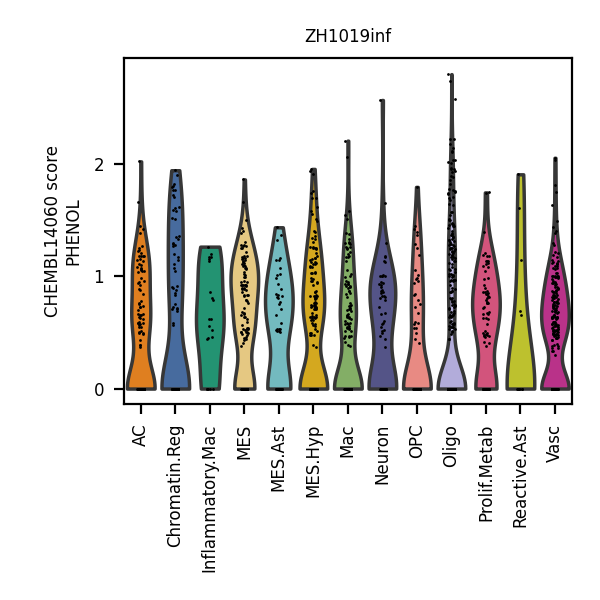 ZH1019inf
CHEMBL14060 score
PHENOL
2
1
0
AC
Chromatin.Reg
Inflammatory.Mac
MES
MES.Ast
MES.Hyp
Mac
Neuron
OPC
Oligo
Prolif.Metab
Reactive.Ast
Vasc